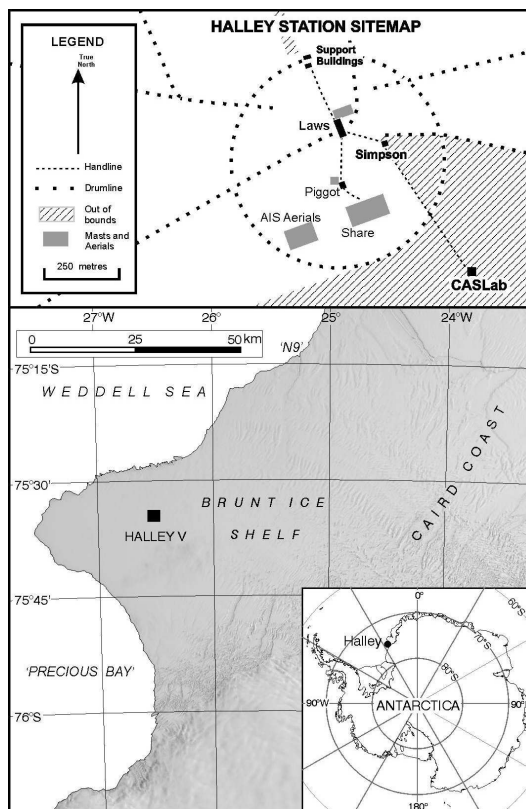 HALLEY STATION SITEMAP
LEGEND
True
North
Handline
Drumline
Out of
bounds
Masts and
Aerials
250 metres
Support
Buildings
Laws
Simpson
Piggot
AIS Aerials
Share
CASLab
27°W
26°
25°
24°W
0
25
50
km
'N9'
75°15'S
WEDDELL SEA
75°30'
BRUNT ICE
SHELF
HALLEY V
CAIRD COAST
75°45'
'PRECIOUS BAY'
76°S
0°
60°S
70°S
80°S
Halley
90°W
ANTARCTICA
90°
180°